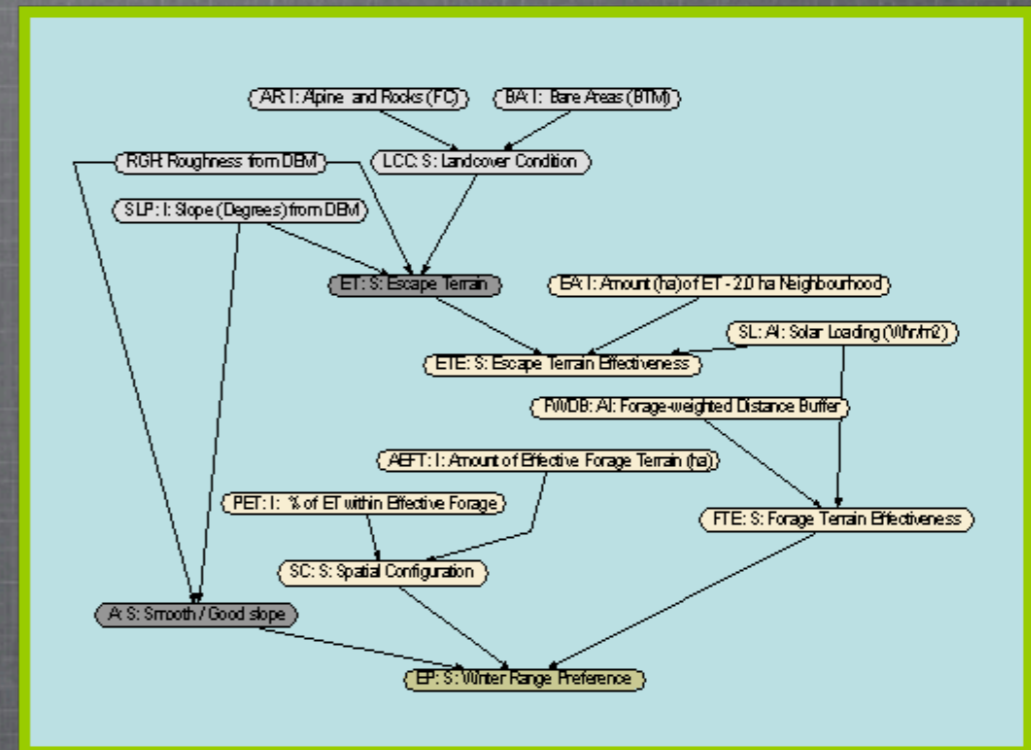 AR: I: Alpine and Rocks (FC)
BA: I: Bare Areas (BTM)
RGH: Roughness from DEM
LCC: S: Landcover Condition
SLP: I: Slope (Degrees) from DEM
ET: S: Escape Terrain
EA: I: Amount (ha) of ET - 2.0 ha Neighbourhood
SL: AI: Solar Loading (Whr/m2)
ETE: S: Escape Terrain Effectiveness
FWDB: AI: Forage-weighted Distance Buffer
AEFT: I: Amount of Effective Forage Terrain (ha)
PET: I: % of ET within Effective Forage
FTE: S: Forage Terrain Effectiveness
SC: S: Spatial Configuration
A: S: Smooth / Good slope
EP: S: Winter Range Preference